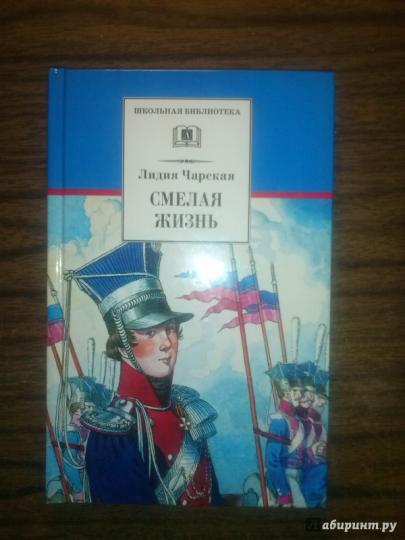 ШКОЛЬНАЯ БИБЛИОТЕКА
Лидия Чарская
СМЕЛАЯ
ЖИЗНЬ
Лабиринт.ру